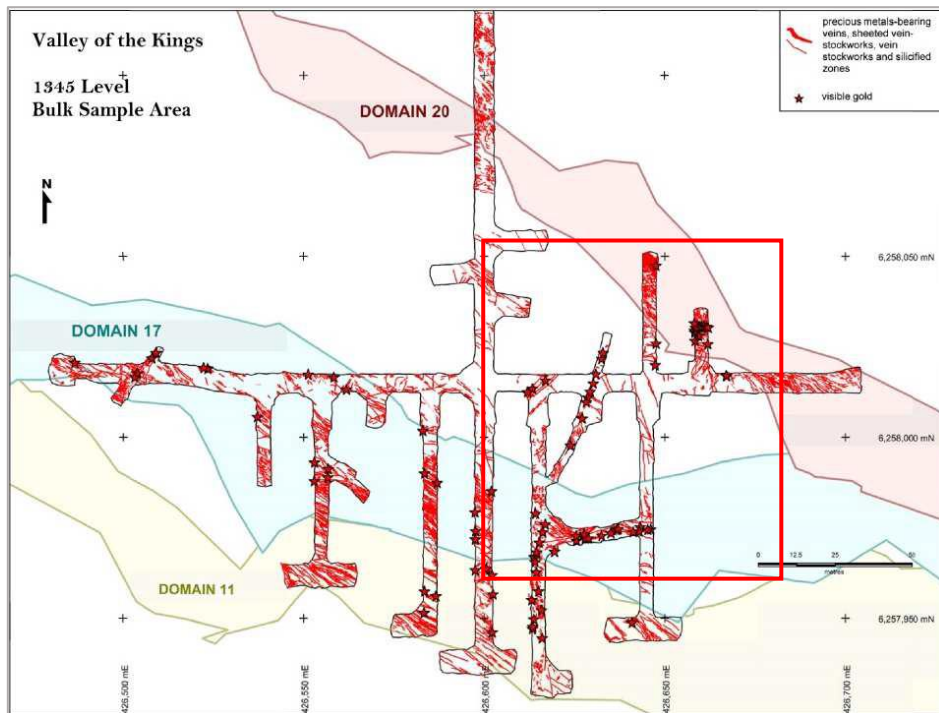 Valley of the Kings
1345 Level
Bulk Sample Area
precious metals-bearing
veins, sheeted vein-
stockworks, vein
stockworks and silicified
zones
visible gold
DOMAIN 20
N
6,258,050 mN
DOMAIN 17
6,258,000 mN
0 12.5 25 50
metres
DOMAIN 11
6,257,950 mN
426,500 mE
426,550 mE
426,600 mE
426,650 mE
426,700 mE